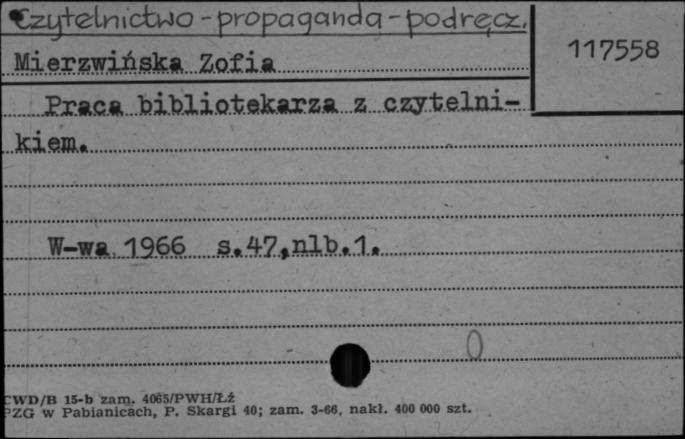 Czytelnictwo - propaganda - podręcz.
117558
Mierzwińska Zofia
Praca bibliotekarza z czytelni-
kiem.
W-wa 1966 s.47,nlb.1.
0
CWD/B 15-b zam. 4065/PWH/Łź
PZG w Pabianicach, P. Skargi 40; zam. 3-66, nakł. 400 000 szt.